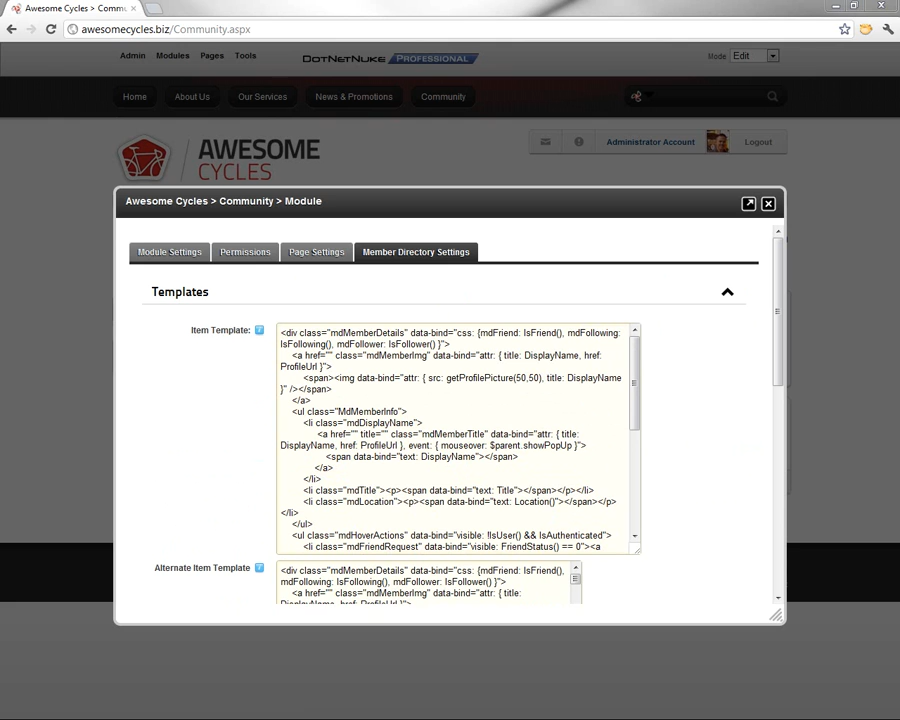 Awesome Cycles > Commu
awesomecycles.biz/Community.aspx
Admin Modules Pages Tools
DOTNETNUKE PROFESSIONAL
Mode Edit
Home About Us Our Services News & Promotions Community
Administrator Account Logout
AWESOME
CYCLES
Awesome Cycles > Community > Module
Module Settings Permissions Page Settings Member Directory Settings
Templates
Item Template:
<div class="mdMemberDetails" data-bind="css: {mdFriend: IsFriend(), mdFollowing:
IsFollowing(), mdFollower: IsFollower() }">
<a href="" class="mdMemberImg" data-bind="attr: { title: DisplayName, href:
ProfileUrl }">
<span><img data-bind="attr: { src: getProfilePicture(50,50), title: DisplayName
}" /></span>
</a>
<ul class="MdMemberInfo">
<li class="mdDisplayName">
<a href="" title="" class="mdMemberTitle" data-bind="attr: { title:
DisplayName, href: ProfileUrl }, event: { mouseover: $parent.showPopUp }">
<span data-bind="text: DisplayName"></span>
</a>
</li>
<li class="mdTitle"><p><span data-bind="text: Title"></span></p></li>
<li class="mdLocation"><p><span data-bind="text: Location()"></span></p>
</li>
</ul>
<ul class="mdHoverActions" data-bind="visible: !IsUser() && IsAuthenticated">
<li class="mdFriendRequest" data-bind="visible: FriendStatus() == 0"><a
Alternate Item Template
<div class="mdMemberDetails" data-bind="css: {mdFriend: IsFriend(),
mdFollowing: IsFollowing(), mdFollower: IsFollower() }">
<a href="" class="mdMemberImg" data-bind="attr: { title:
DisplayName, href: ProfileUrl }">